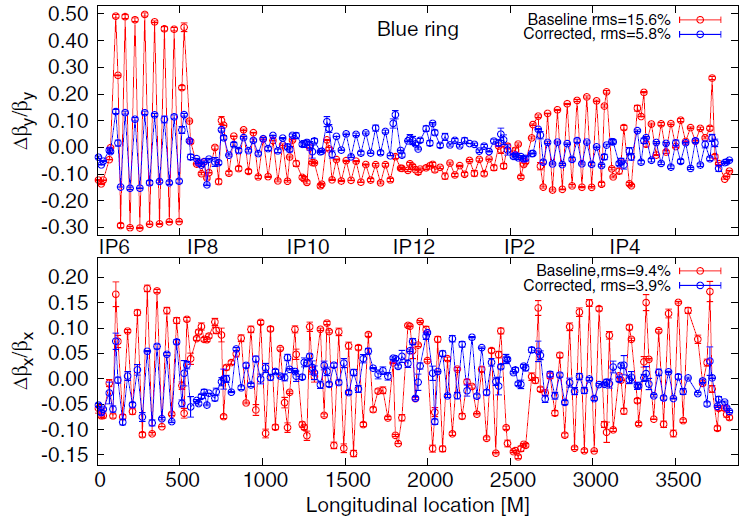 Blue ring
Baseline rms=15.6%
Corrected, rms=5.8%
Δβy/βy
0.50
0.40
0.30
0.20
0.10
0.00
-0.10
-0.20
-0.30
IP6 IP8 IP10 IP12 IP2 IP4
Baseline,rms=9.4%
Corrected, rms=3.9%
Δβx/βx
0.20
0.15
0.10
0.05
0.00
-0.05
-0.10
-0.15
0 500 1000 1500 2000 2500 3000 3500
Longitudinal location [M]